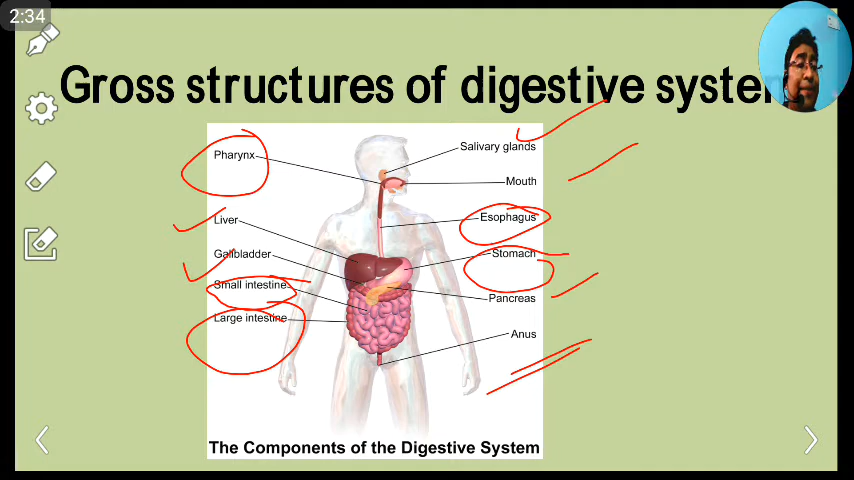 2:34
Gross structures of digestive system
Salivary glands
Pharynx
Mouth
Liver
Esophagus
Gallbladder
Stomach
Small intestine
Pancreas
Large intestine
Anus
The Components of the Digestive System